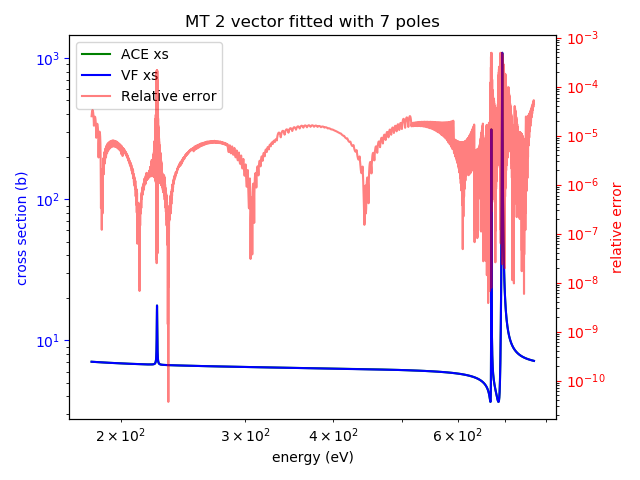 MT 2 vector fitted with 7 poles
ACE xs
VF xs
Relative error
cross section (b)
10³
10²
10¹
relative error
10⁻³
10⁻⁴
10⁻⁵
10⁻⁶
10⁻⁷
10⁻⁸
10⁻⁹
10⁻¹⁰
2 × 10²
3 × 10²
4 × 10²
6 × 10²
energy (eV)